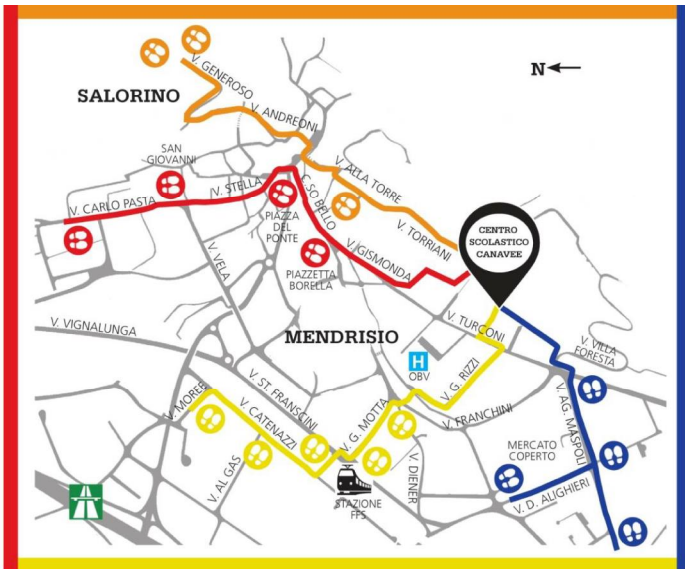 N
V. GENEROSO
SALORINO
V. ANDREONI
SAN
GIOVANNI
V. ALLA TORRE
V. STELLA
V. CARLO PASTA
C.SO BELLO
PIAZZA
DEL
PONTE
V. TORRIANI
CENTRO
SCOLASTICO
CANAVEE
V. GISMONDA
PIAZZETTA
BORELLA
V. VELA
V. VIGNALUNGA
MENDRISIO
V. TURCONI
V. VILLA
FORESTA
H
OBV
V. G. RIZZI
V. MOREE
V. ST. FRANSCINI
V. CATENAZZI
V. G. MOTTA
V. FRANCHINI
V. AG. MASPOLI
MERCATO
COPERTO
V. AL GAS
V. DIENER
V. D. ALIGHIERI
STAZIONE
FFS